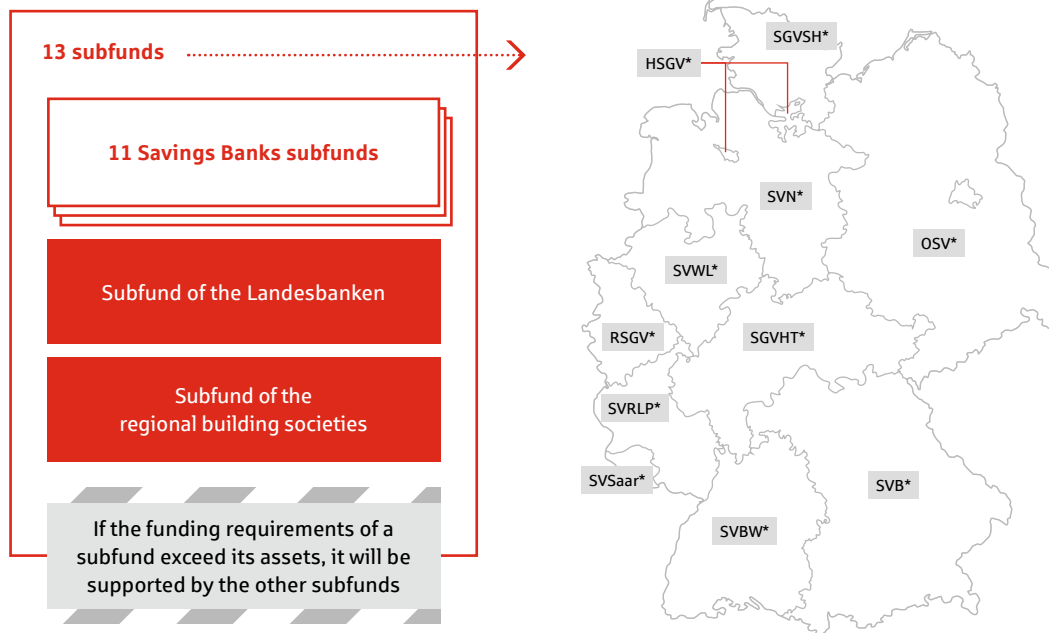 13 subfunds
11 Savings Banks subfunds
Subfund of the Landesbanken
Subfund of the
regional building societies
If the funding requirements of a
subfund exceed its assets, it will be
supported by the other subfunds
SGVSH*
HSGV*
SVN*
OSV*
SVWL*
RSGV*
SGVHT*
SVRLP*
SVSaar*
SVB*
SVBW*